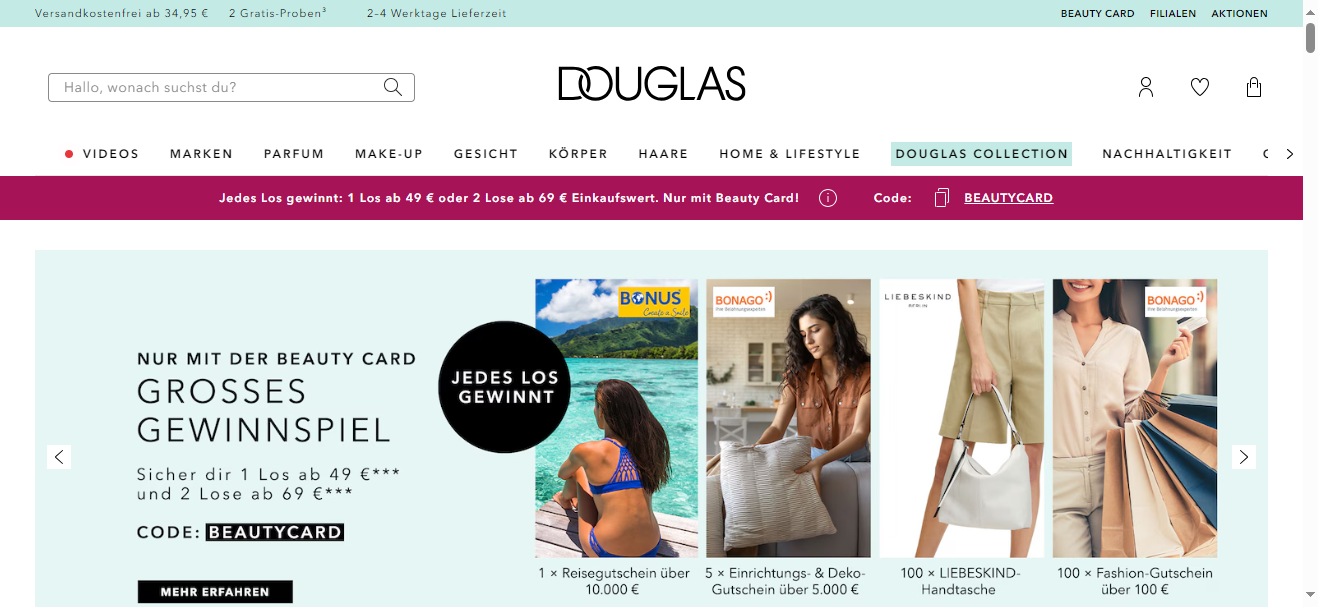 Versandkostenfrei ab 34,95 € 2 Gratis-Proben³ 2–4 Werktage Lieferzeit BEAUTY CARD FILIALEN AKTIONEN
Hallo, wonach suchst du?
DOUGLAS
VIDEOS MARKEN PARFUM MAKE-UP GESICHT KÖRPER HAARE HOME & LIFESTYLE DOUGLAS COLLECTION NACHHALTIGKEIT
Jedes Los gewinnt: 1 Los ab 49 € oder 2 Lose ab 69 € Einkaufswert. Nur mit Beauty Card! Code: BEAUTYCARD
NUR MIT DER BEAUTY CARD
GROSSES
GEWINNSPIEL
Sicher dir 1 Los ab 49 €***
und 2 Lose ab 69 €***
CODE: BEAUTYCARD
MEHR ERFAHREN
JEDES LOS
GEWINNT
BONUS
Create a Smile
1 × Reisegutschein über
10.000 €
BONAGO:)
Ihre Belohnungsexperten
5 × Einrichtungs- & Deko-
Gutschein über 5.000 €
LIEBESKIND
100 × LIEBESKIND-
Handtasche
BONAGO:)
Ihre Belohnungsexperten
100 × Fashion-Gutschein
über 100 €